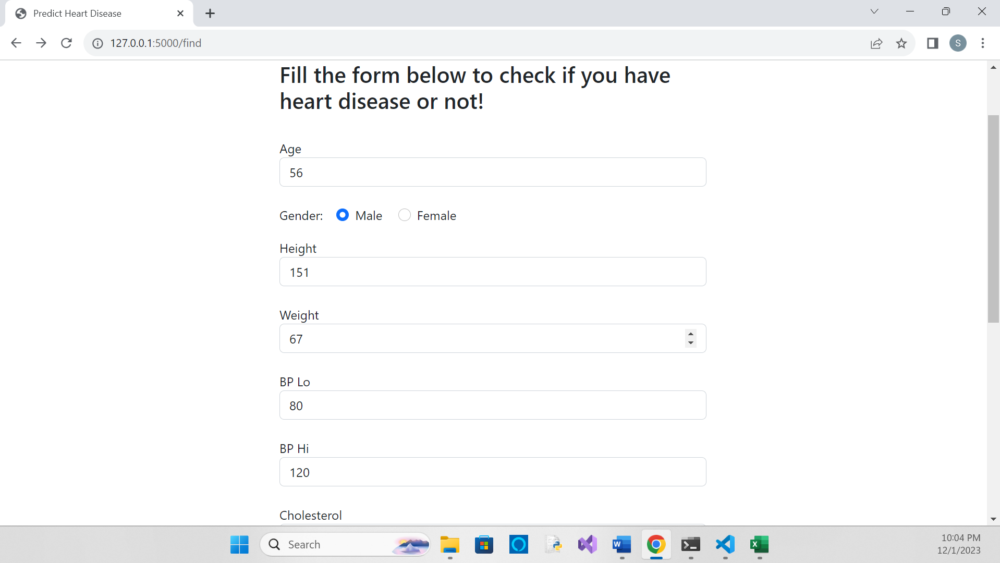 Predict Heart Disease
127.0.0.1:5000/find
S
Fill the form below to check if you have
heart disease or not!
Age
56
Gender: Male Female
Height
151
Weight
67
BP Lo
80
BP Hi
120
Cholesterol
Search
10:04 PM
12/1/2023